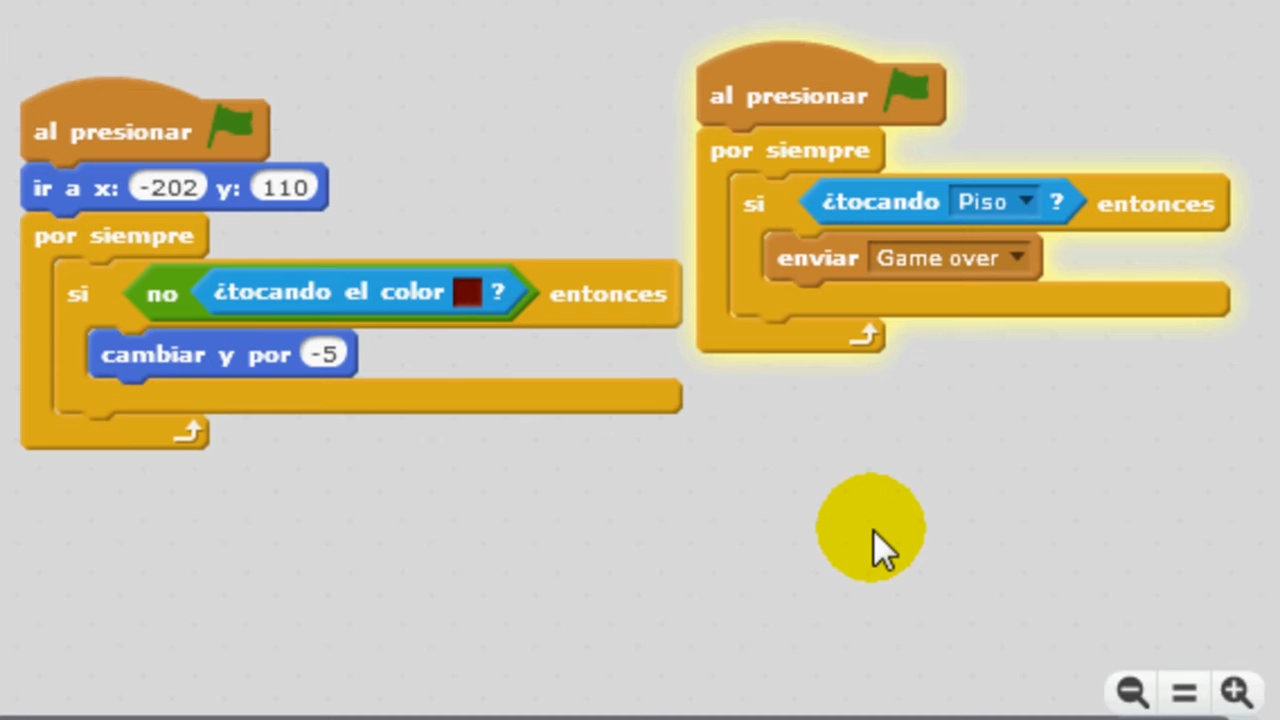 al presionar
ir a x: -202 y: 110
por siempre
si no ¿tocando el color ? entonces
cambiar y por -5
al presionar
por siempre
si ¿tocando Piso ? entonces
enviar Game over